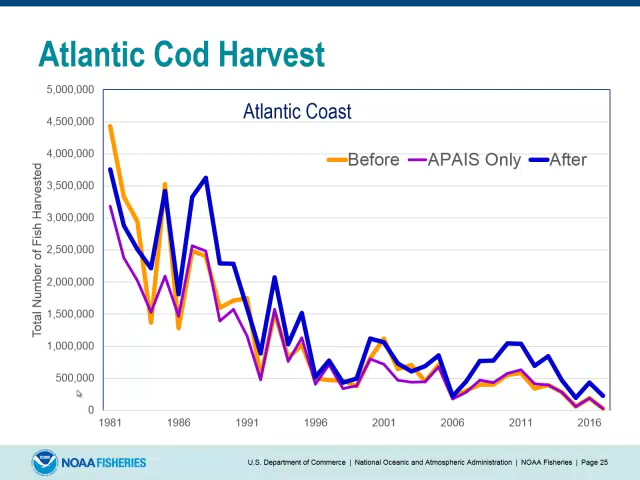 Atlantic Cod Harvest
Atlantic Coast
Before APAIS Only After
Total Number of Fish Harvested
5,000,000
4,500,000
4,000,000
3,500,000
3,000,000
2,500,000
2,000,000
1,500,000
1,000,000
500,000
0
1981 1986 1991 1996 2001 2006 2011 2016
NOAA FISHERIES
U.S. Department of Commerce | National Oceanic and Atmospheric Administration | NOAA Fisheries | Page 25